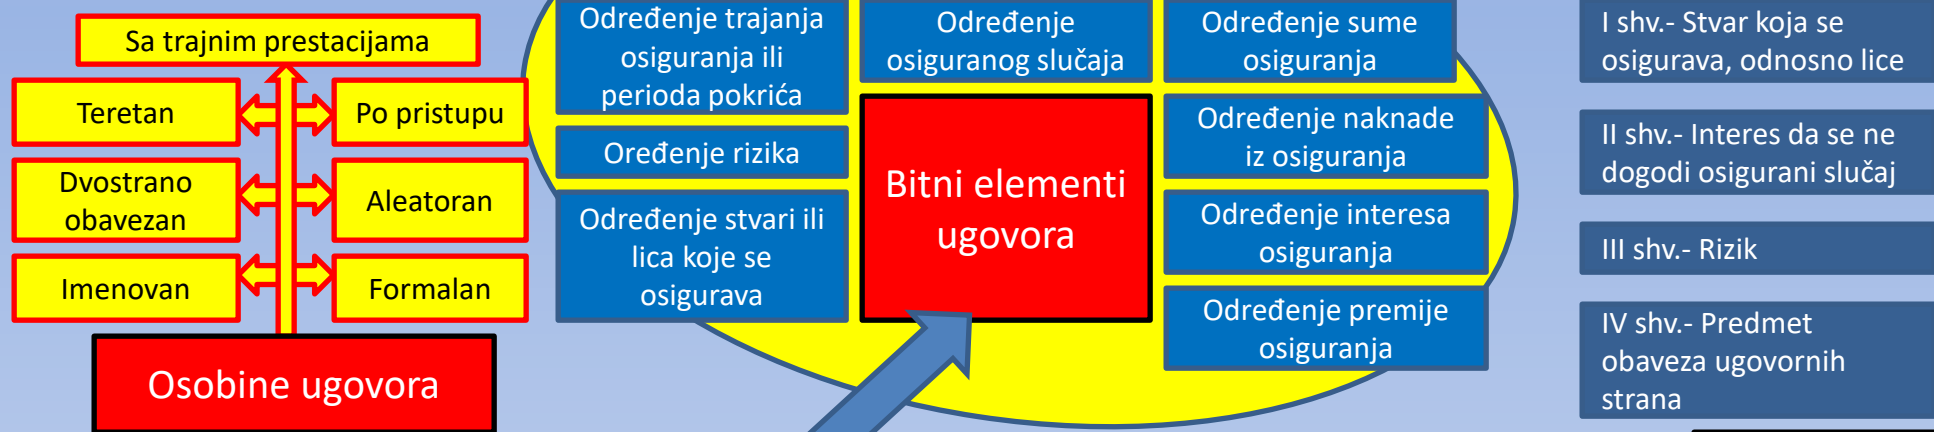 Sa trajnim prestacijama
Teretan
Po pristupu
Dvostrano
obavezan
Aleatoran
Imenovan
Formalan
Osobine ugovora
Određenje trajanja
osiguranja ili
perioda pokrića
Oređenje rizika
Određenje stvari ili
lica koje se
osigurava
Određenje
osiguranog slučaja
Bitni elementi
ugovora
Određenje sume
osiguranja
Određenje naknade
iz osiguranja
Određenje interesa
osiguranja
Određenje premije
osiguranja
I shv.- Stvar koja se
osigurava, odnosno lice
II shv.- Interes da se ne
dogodi osigurani slučaj
III shv.- Rizik
IV shv.- Predmet
obaveza ugovornih
strana